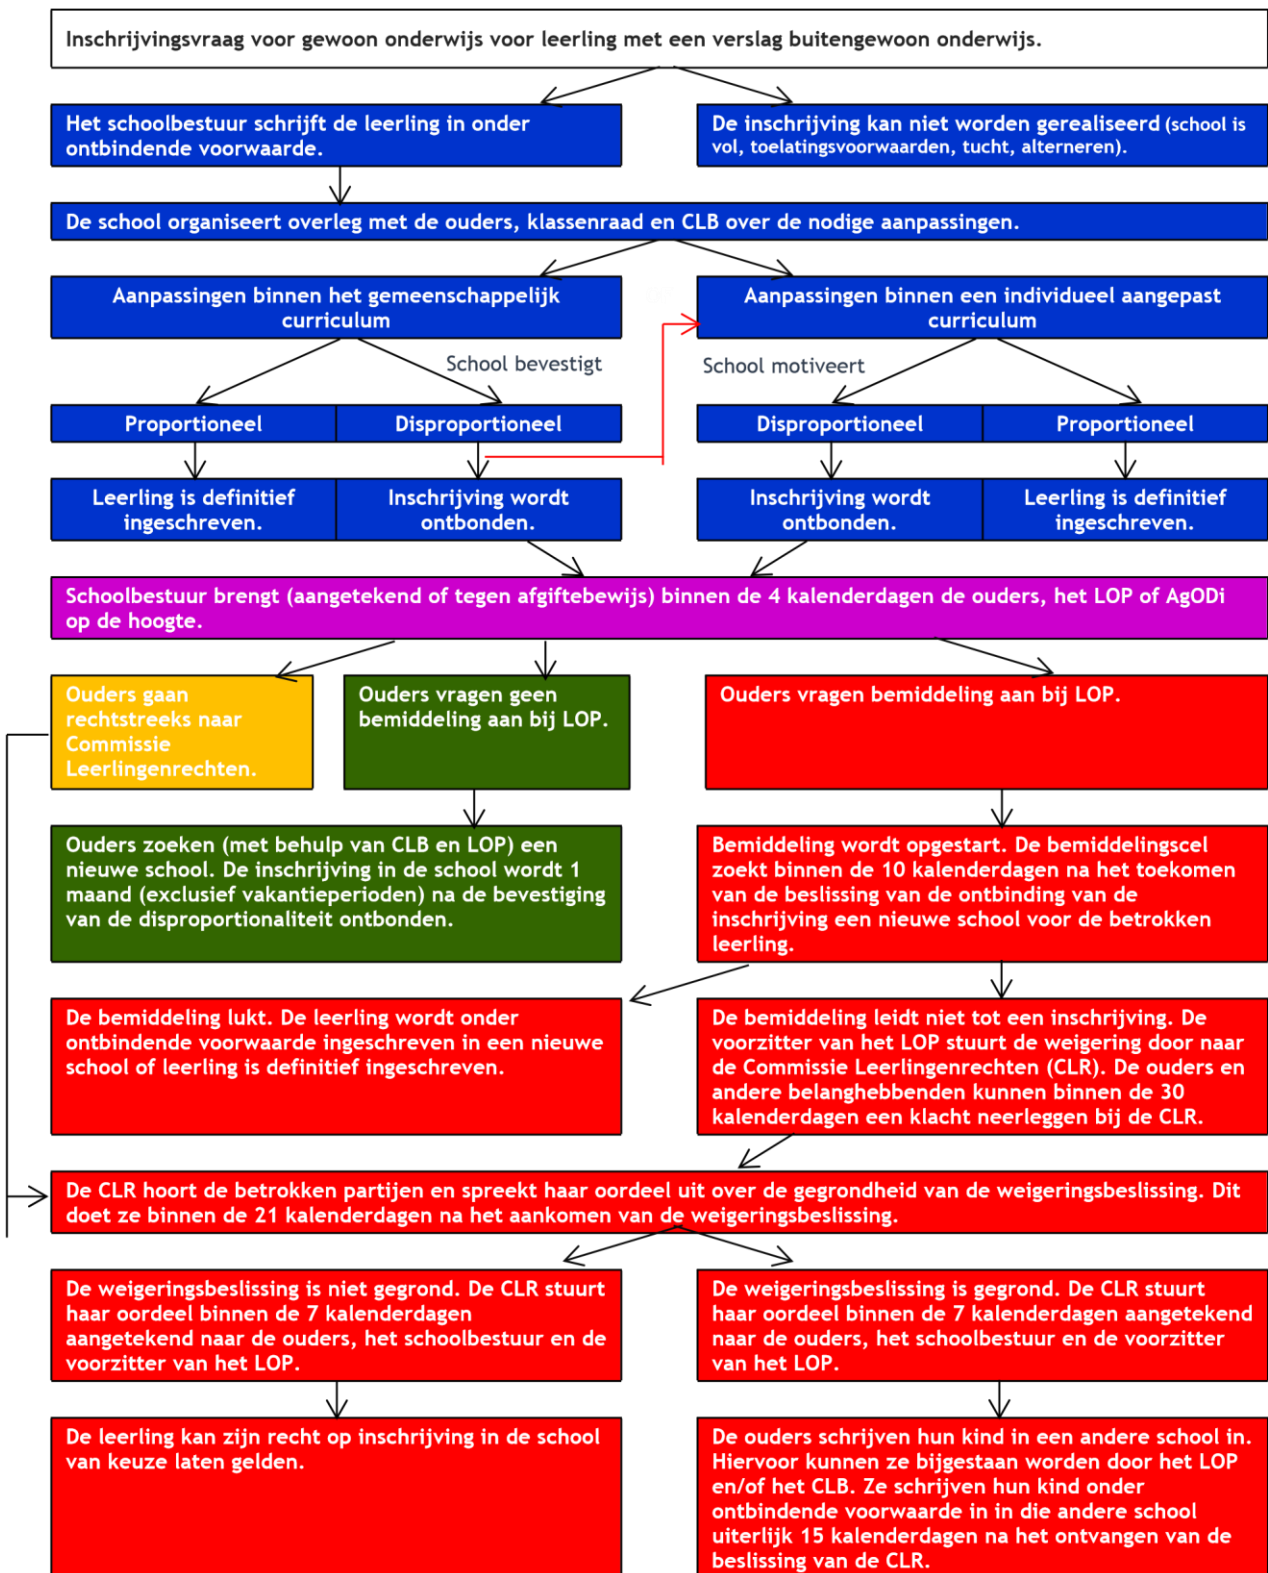 Inschrijvingsvraag voor gewoon onderwijs voor leerling met een verslag buitengewoon onderwijs.
Het schoolbestuur schrijft de leerling in onder
ontbindende voorwaarde.
De inschrijving kan niet worden gerealiseerd (school is
vol, toelatingsvoorwaarden, tucht, alterneren).
De school organiseert overleg met de ouders, klassenraad en CLB over de nodige aanpassingen.
Aanpassingen binnen het gemeenschappelijk
curriculum
Aanpassingen binnen een individueel aangepast
curriculum
School bevestigt
School motiveert
Proportioneel
Disproportioneel
Disproportioneel
Proportioneel
Leerling is definitief
ingeschreven.
Inschrijving wordt
ontbonden.
Inschrijving wordt
ontbonden.
Leerling is definitief
ingeschreven.
Schoolbestuur brengt (aangetekend of tegen afgiftebewijs) binnen de 4 kalenderdagen de ouders, het LOP of AgODi
op de hoogte.
Ouders gaan
rechtstreeks naar
Commissie
Leerlingenrechten.
Ouders vragen geen
bemiddeling aan bij LOP.
Ouders vragen bemiddeling aan bij LOP.
Ouders zoeken (met behulp van CLB en LOP) een
nieuwe school. De inschrijving in de school wordt 1
maand (exclusief vakantieperioden) na de bevestiging
van de disproportionaliteit ontbonden.
Bemiddeling wordt opgestart. De bemiddelingscel
zoekt binnen de 10 kalenderdagen na het toekomen
van de beslissing van de ontbinding van de
inschrijving een nieuwe school voor de betrokken
leerling.
De bemiddeling lukt. De leerling wordt onder
ontbindende voorwaarde ingeschreven in een nieuwe
school of leerling is definitief ingeschreven.
De bemiddeling leidt niet tot een inschrijving. De
voorzitter van het LOP stuurt de weigering door naar
de Commissie Leerlingenrechten (CLR). De ouders en
andere belanghebbenden kunnen binnen de 30
kalenderdagen een klacht neerleggen bij de CLR.
De CLR hoort de betrokken partijen en spreekt haar oordeel uit over de gegrondheid van de weigeringsbeslissing. Dit
doet ze binnen de 21 kalenderdagen na het aankomen van de weigeringsbeslissing.
De weigeringsbeslissing is niet gegrond. De CLR stuurt
haar oordeel binnen de 7 kalenderdagen
aangetekend naar de ouders, het schoolbestuur en de
voorzitter van het LOP.
De weigeringsbeslissing is gegrond. De CLR stuurt
haar oordeel binnen de 7 kalenderdagen aangetekend
naar de ouders, het schoolbestuur en de voorzitter
van het LOP.
De leerling kan zijn recht op inschrijving in de school
van keuze laten gelden.
De ouders schrijven hun kind in een andere school in.
Hiervoor kunnen ze bijgestaan worden door het LOP
en/of het CLB. Ze schrijven hun kind onder
ontbindende voorwaarde in in die andere school
uiterlijk 15 kalenderdagen na het ontvangen van de
beslissing van de CLR.